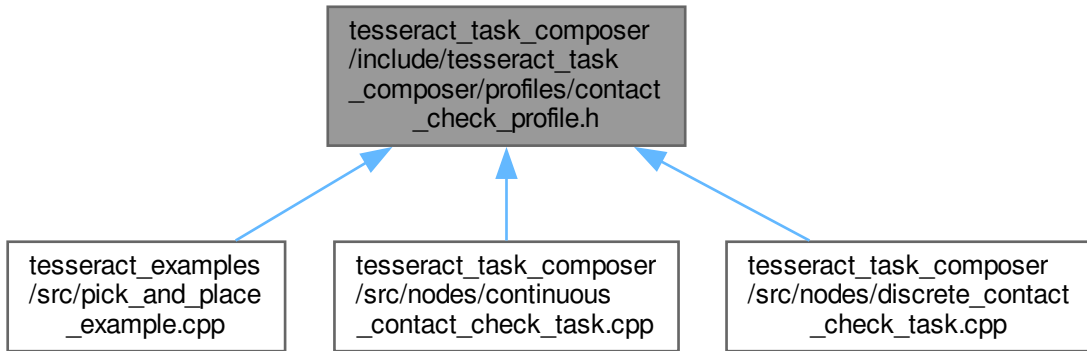 tesseract_task_composer
/include/tesseract_task
_composer/profiles/contact
_check_profile.h
tesseract_examples
/src/pick_and_place
_example.cpp
tesseract_task_composer
/src/nodes/continuous
_contact_check_task.cpp
tesseract_task_composer
/src/nodes/discrete_contact
_check_task.cpp